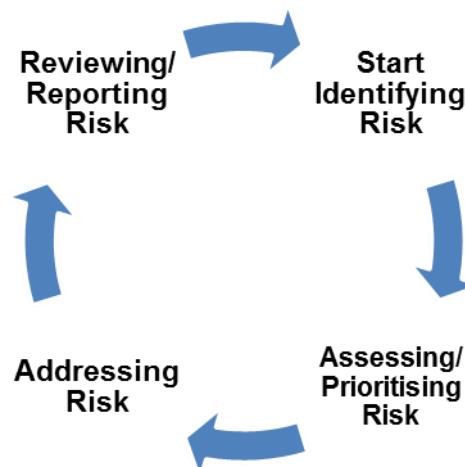 Reviewing/
Reporting
Risk
Start
Identifying
Risk
Assessing/
Prioritising
Risk
Addressing
Risk